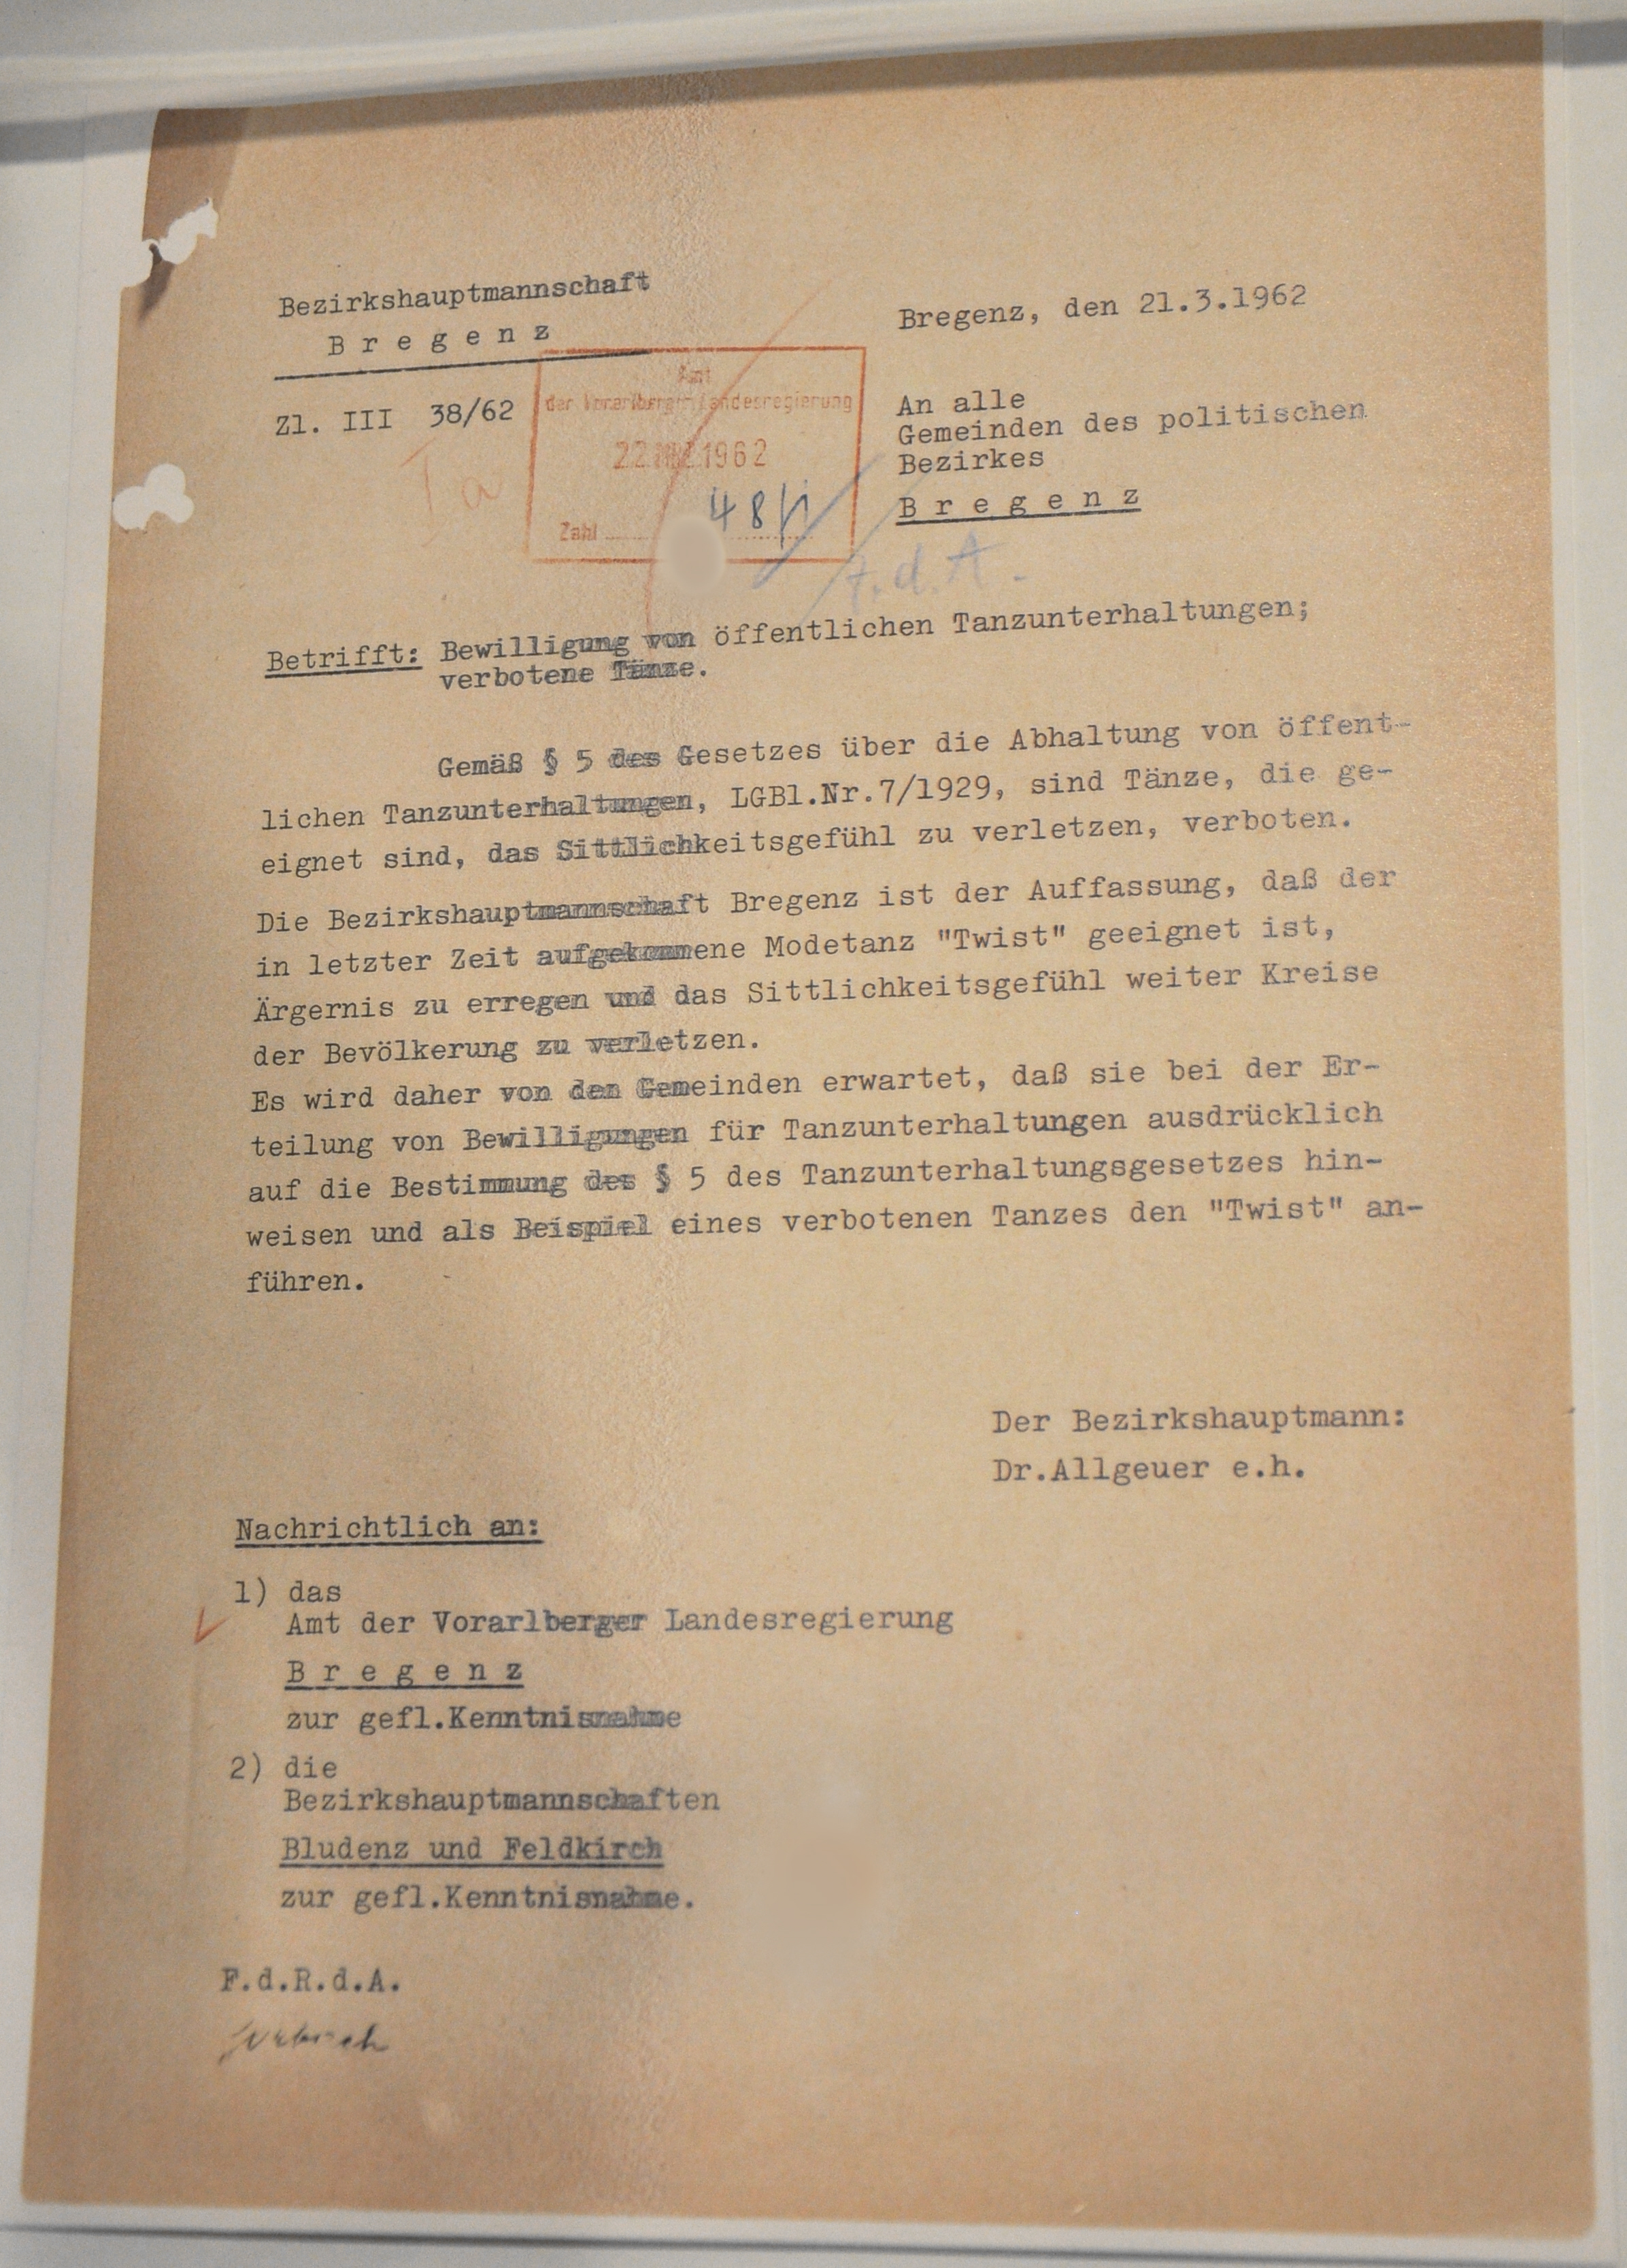 Bezirkshauptmannschaft
Bregenz
Bregenz, den 21.3.1962
Zl. III 38/62
Amt
der Vorarlberger Landesregierung
22 MRZ 1962
48/
Zahl
Ia
An alle
Gemeinden des politischen
Bezirkes
Bregenz
z.d.A.
Betrifft: Bewilligung von öffentlichen Tanzunterhaltungen;
verbotene Tänze.
Gemäß § 5 des Gesetzes über die Abhaltung von öffent-
lichen Tanzunterhaltungen, LGBl.Nr.7/1929, sind Tänze, die ge-
eignet sind, das Sittlichkeitsgefühl zu verletzen, verboten.
Die Bezirkshauptmannschaft Bregenz ist der Auffassung, daß der
in letzter Zeit aufgekommene Modetanz "Twist" geeignet ist,
Ärgernis zu erregen und das Sittlichkeitsgefühl weiter Kreise
der Bevölkerung zu verletzen.
Es wird daher von den Gemeinden erwartet, daß sie bei der Er-
teilung von Bewilligungen für Tanzunterhaltungen ausdrücklich
auf die Bestimmung des § 5 des Tanzunterhaltungsgesetzes hin-
weisen und als Beispiel eines verbotenen Tanzes den "Twist" an-
führen.
Der Bezirkshauptmann:
Dr.Allgeuer e.h.
Nachrichtlich an:
1) das
Amt der Vorarlberger Landesregierung
Bregenz
zur gefl.Kenntnisnahme
2) die
Bezirkshauptmannschaften
Bludenz und Feldkirch
zur gefl.Kenntnisnahme.
F.d.R.d.A.